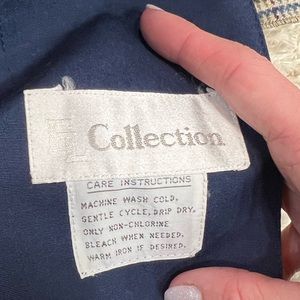 Collection
CARE INSTRUCTIONS
MACHINE WASH COLD.
GENTLE CYCLE, DRIP DRY.
ONLY NON-CHLORINE
BLEACH WHEN NEEDED.
WARM IRON IF DESIRED.